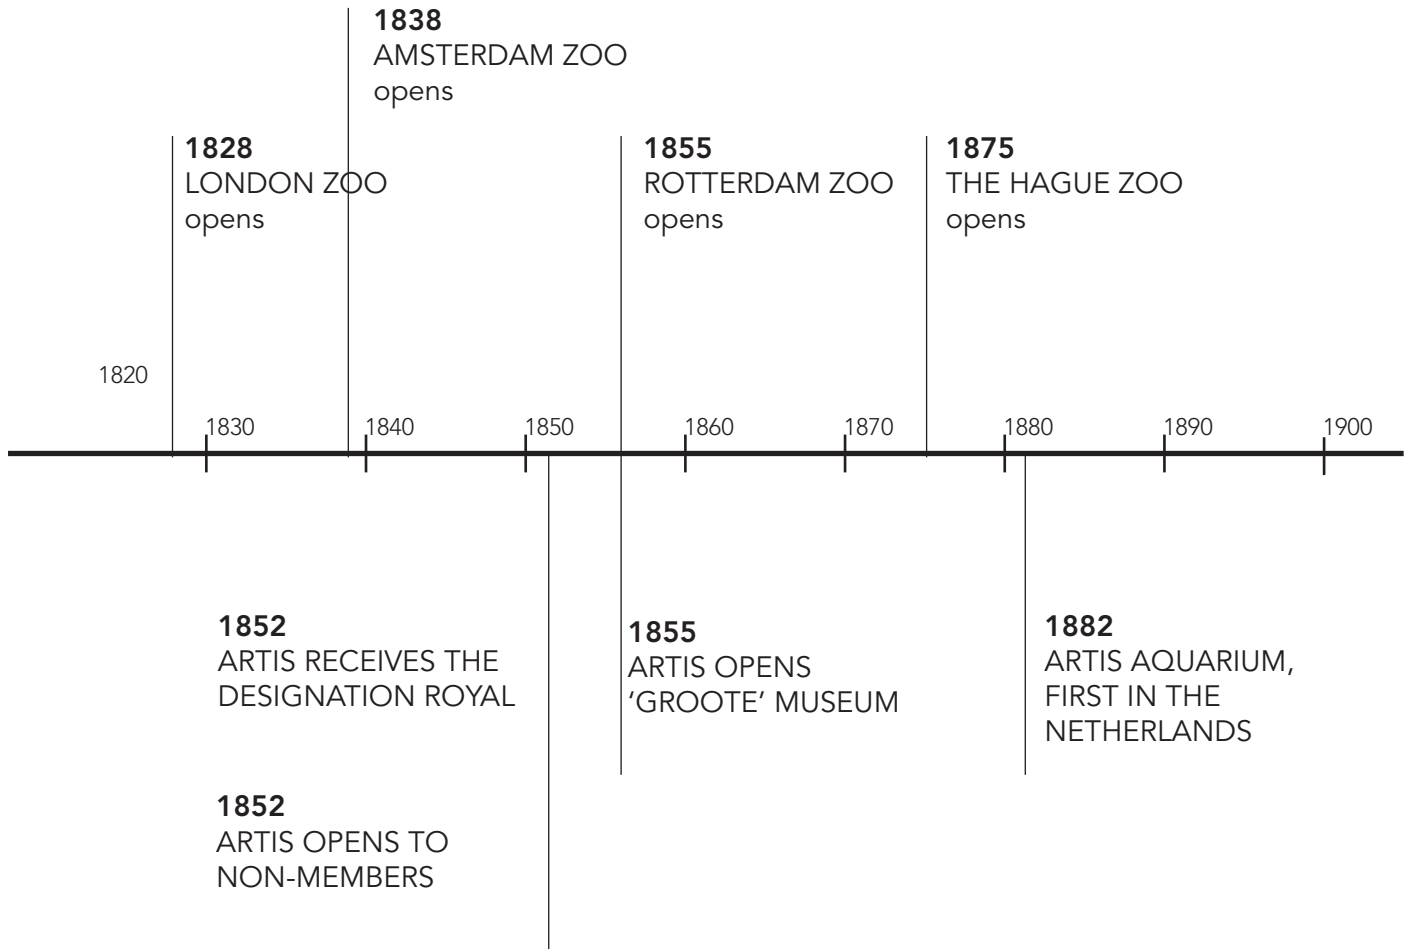 1838
AMSTERDAM ZOO
opens
1828
LONDON ZOO
opens
1855
ROTTERDAM ZOO
opens
1875
THE HAGUE ZOO
opens
1820
1830
1840
1850
1860
1870
1880
1890
1900
1852
ARTIS RECEIVES THE
DESIGNATION ROYAL
1855
ARTIS OPENS
‘GROOTE’ MUSEUM
1882
ARTIS AQUARIUM,
FIRST IN THE
NETHERLANDS
1852
ARTIS OPENS TO
NON-MEMBERS